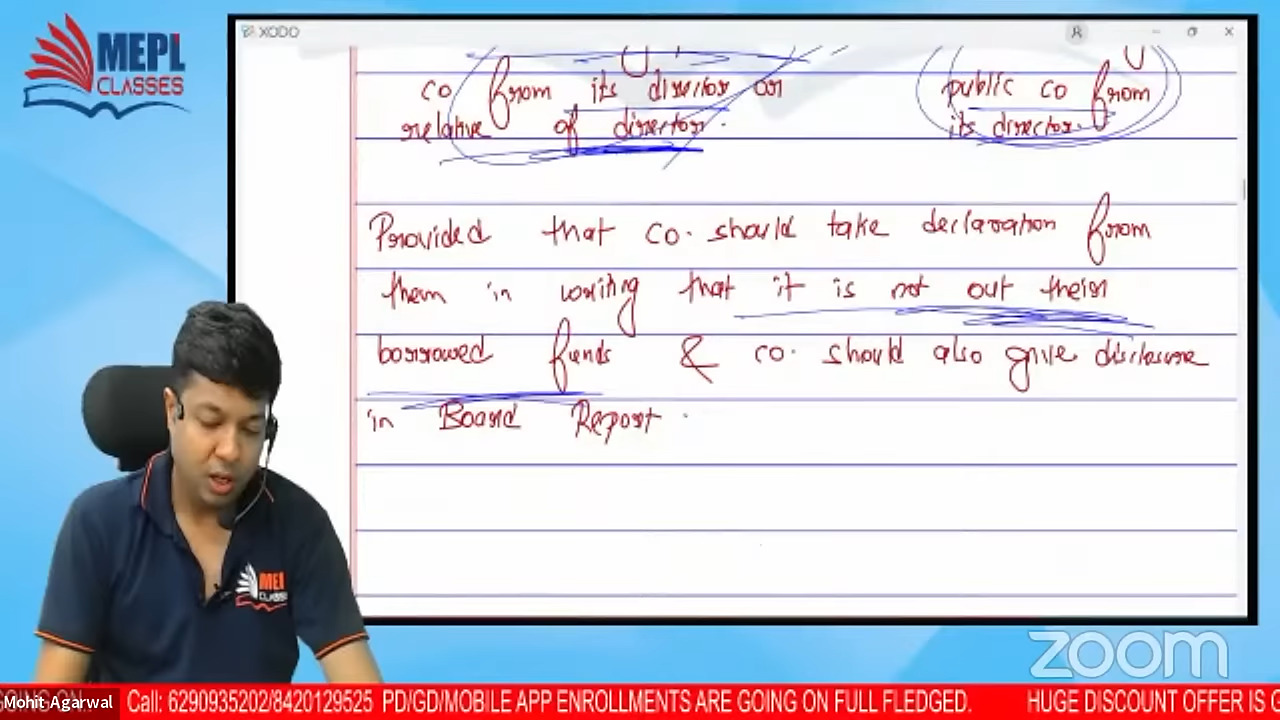 MEPL
CLASSES
XODO
co from its director or
relative of director.
public co from
its director.
Provided that co. should take declaration from
them in writing that it is not out their
borrowed funds & co. should also give disclosure
in Board Report.
MEI
CLASSES
zoom
Mohit Agarwal
GOING ON.. Call: 6290935202/8420129525 PD/GD/MOBILE APP ENROLLMENTS ARE GOING ON FULL FLEDGED. HUGE DISCOUNT OFFER IS G